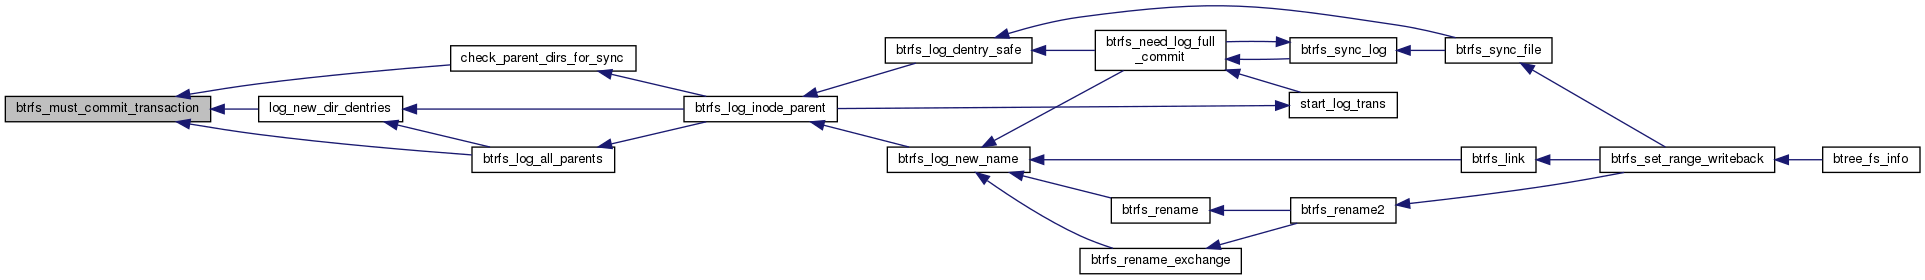 btrfs_must_commit_transaction
check_parent_dirs_for_sync
log_new_dir_dentries
btrfs_log_all_parents
btrfs_log_inode_parent
btrfs_log_dentry_safe
btrfs_log_new_name
btrfs_need_log_full
_commit
btrfs_rename
btrfs_rename_exchange
btrfs_sync_log
start_log_trans
btrfs_rename2
btrfs_sync_file
btrfs_link
btrfs_set_range_writeback
btree_fs_info